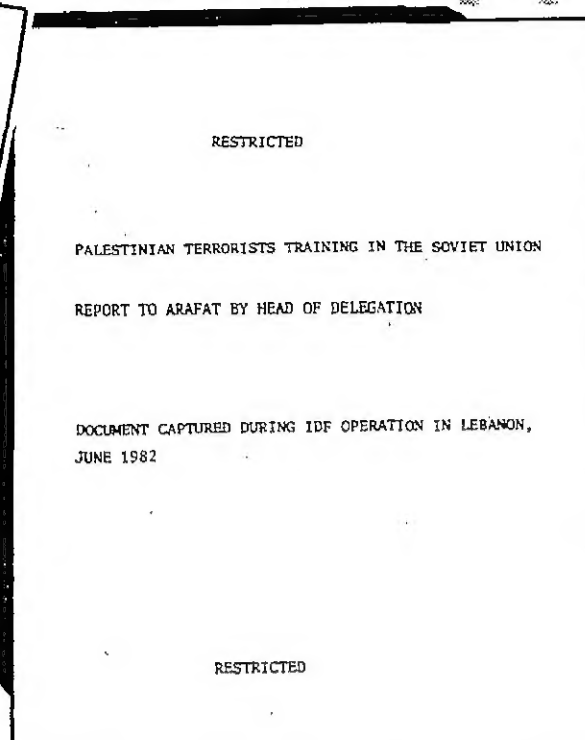 RESTRICTED
PALESTINIAN TERRORISTS TRAINING IN THE SOVIET UNION
REPORT TO ARAFAT BY HEAD OF DELEGATION
DOCUMENT CAPTURED DURING IDF OPERATION IN LEBANON,
JUNE 1982
RESTRICTED